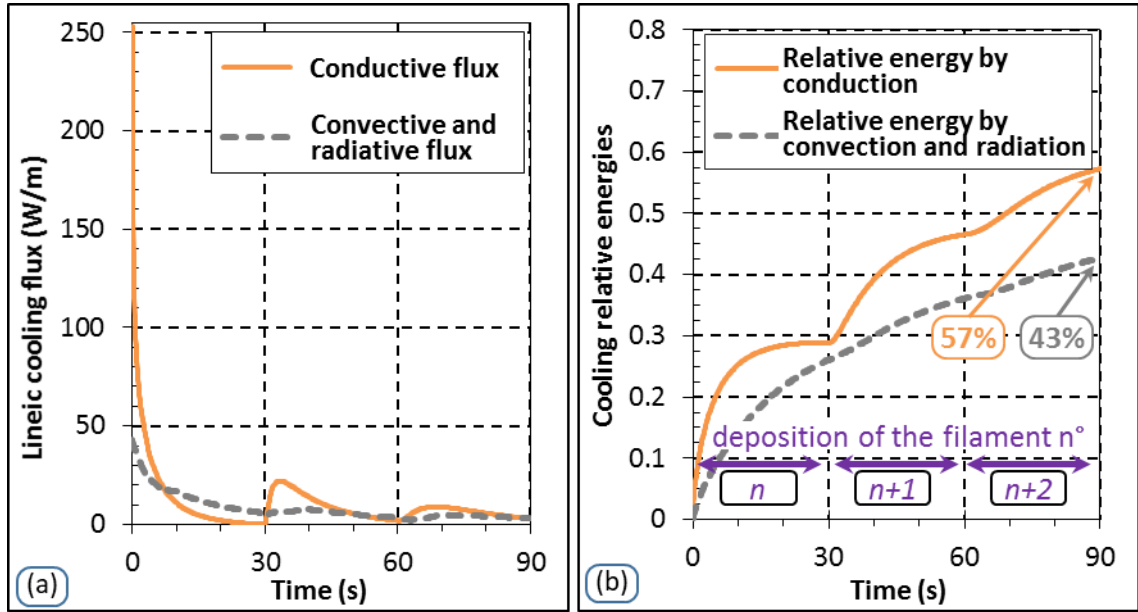 250
200
150
100
50
0
Lineic cooling flux (W/m)
Conductive flux
Convective and
radiative flux
0
30
60
90
Time (s)
(a)
0.8
0.7
0.6
0.5
0.4
0.3
0.2
0.1
0
Cooling relative energies
Relative energy by
conduction
Relative energy by
convection and radiation
57%
43%
deposition of the filament n°
n
n+1
n+2
0
30
60
90
Time (s)
(b)